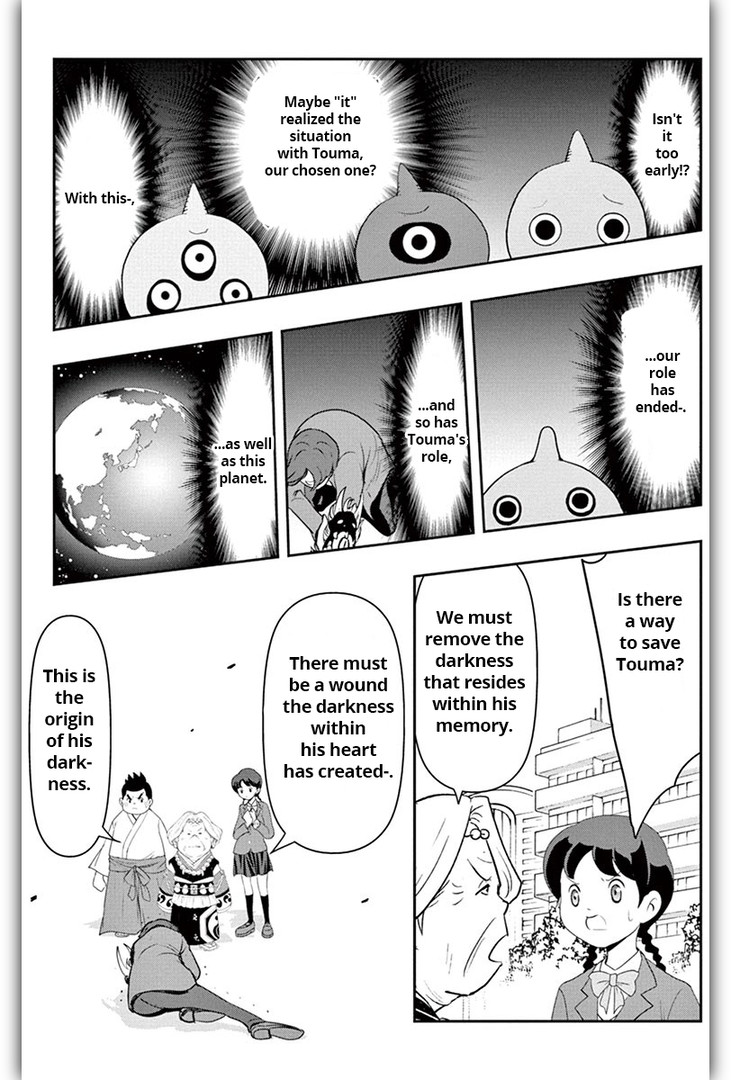 Isn't
it
too
early!?
Maybe "it"
realized the
situation
with Touma,
our chosen one?
With this-,
...our
role
has
ended-.
...and
so has
Touma's
role,
...as well
as this
planet.
Is there
a way
to save
Touma?
We must
remove the
darkness
that resides
within his
memory.
There must
be a wound
the darkness
within
his heart
has created-.
This is
the
origin
of his
dark-
ness.